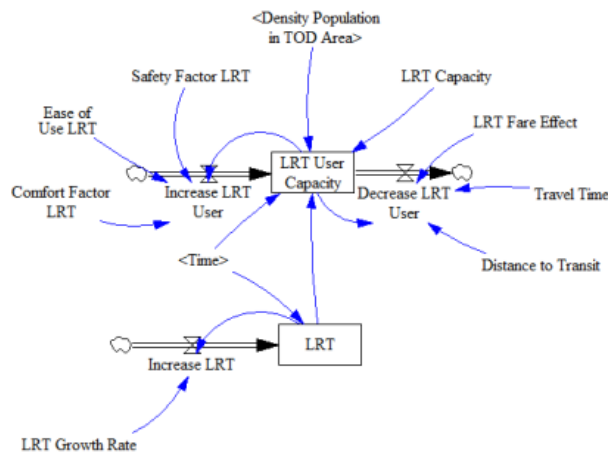 <Density Population
in TOD Area>
Safety Factor LRT
LRT Capacity
Ease of
Use LRT
LRT Fare Effect
LRT User
Capacity
Increase LRT
User
Decrease LRT
User
Comfort Factor
LRT
Travel Time
<Time>
Distance to Transit
LRT
Increase LRT
LRT Growth Rate